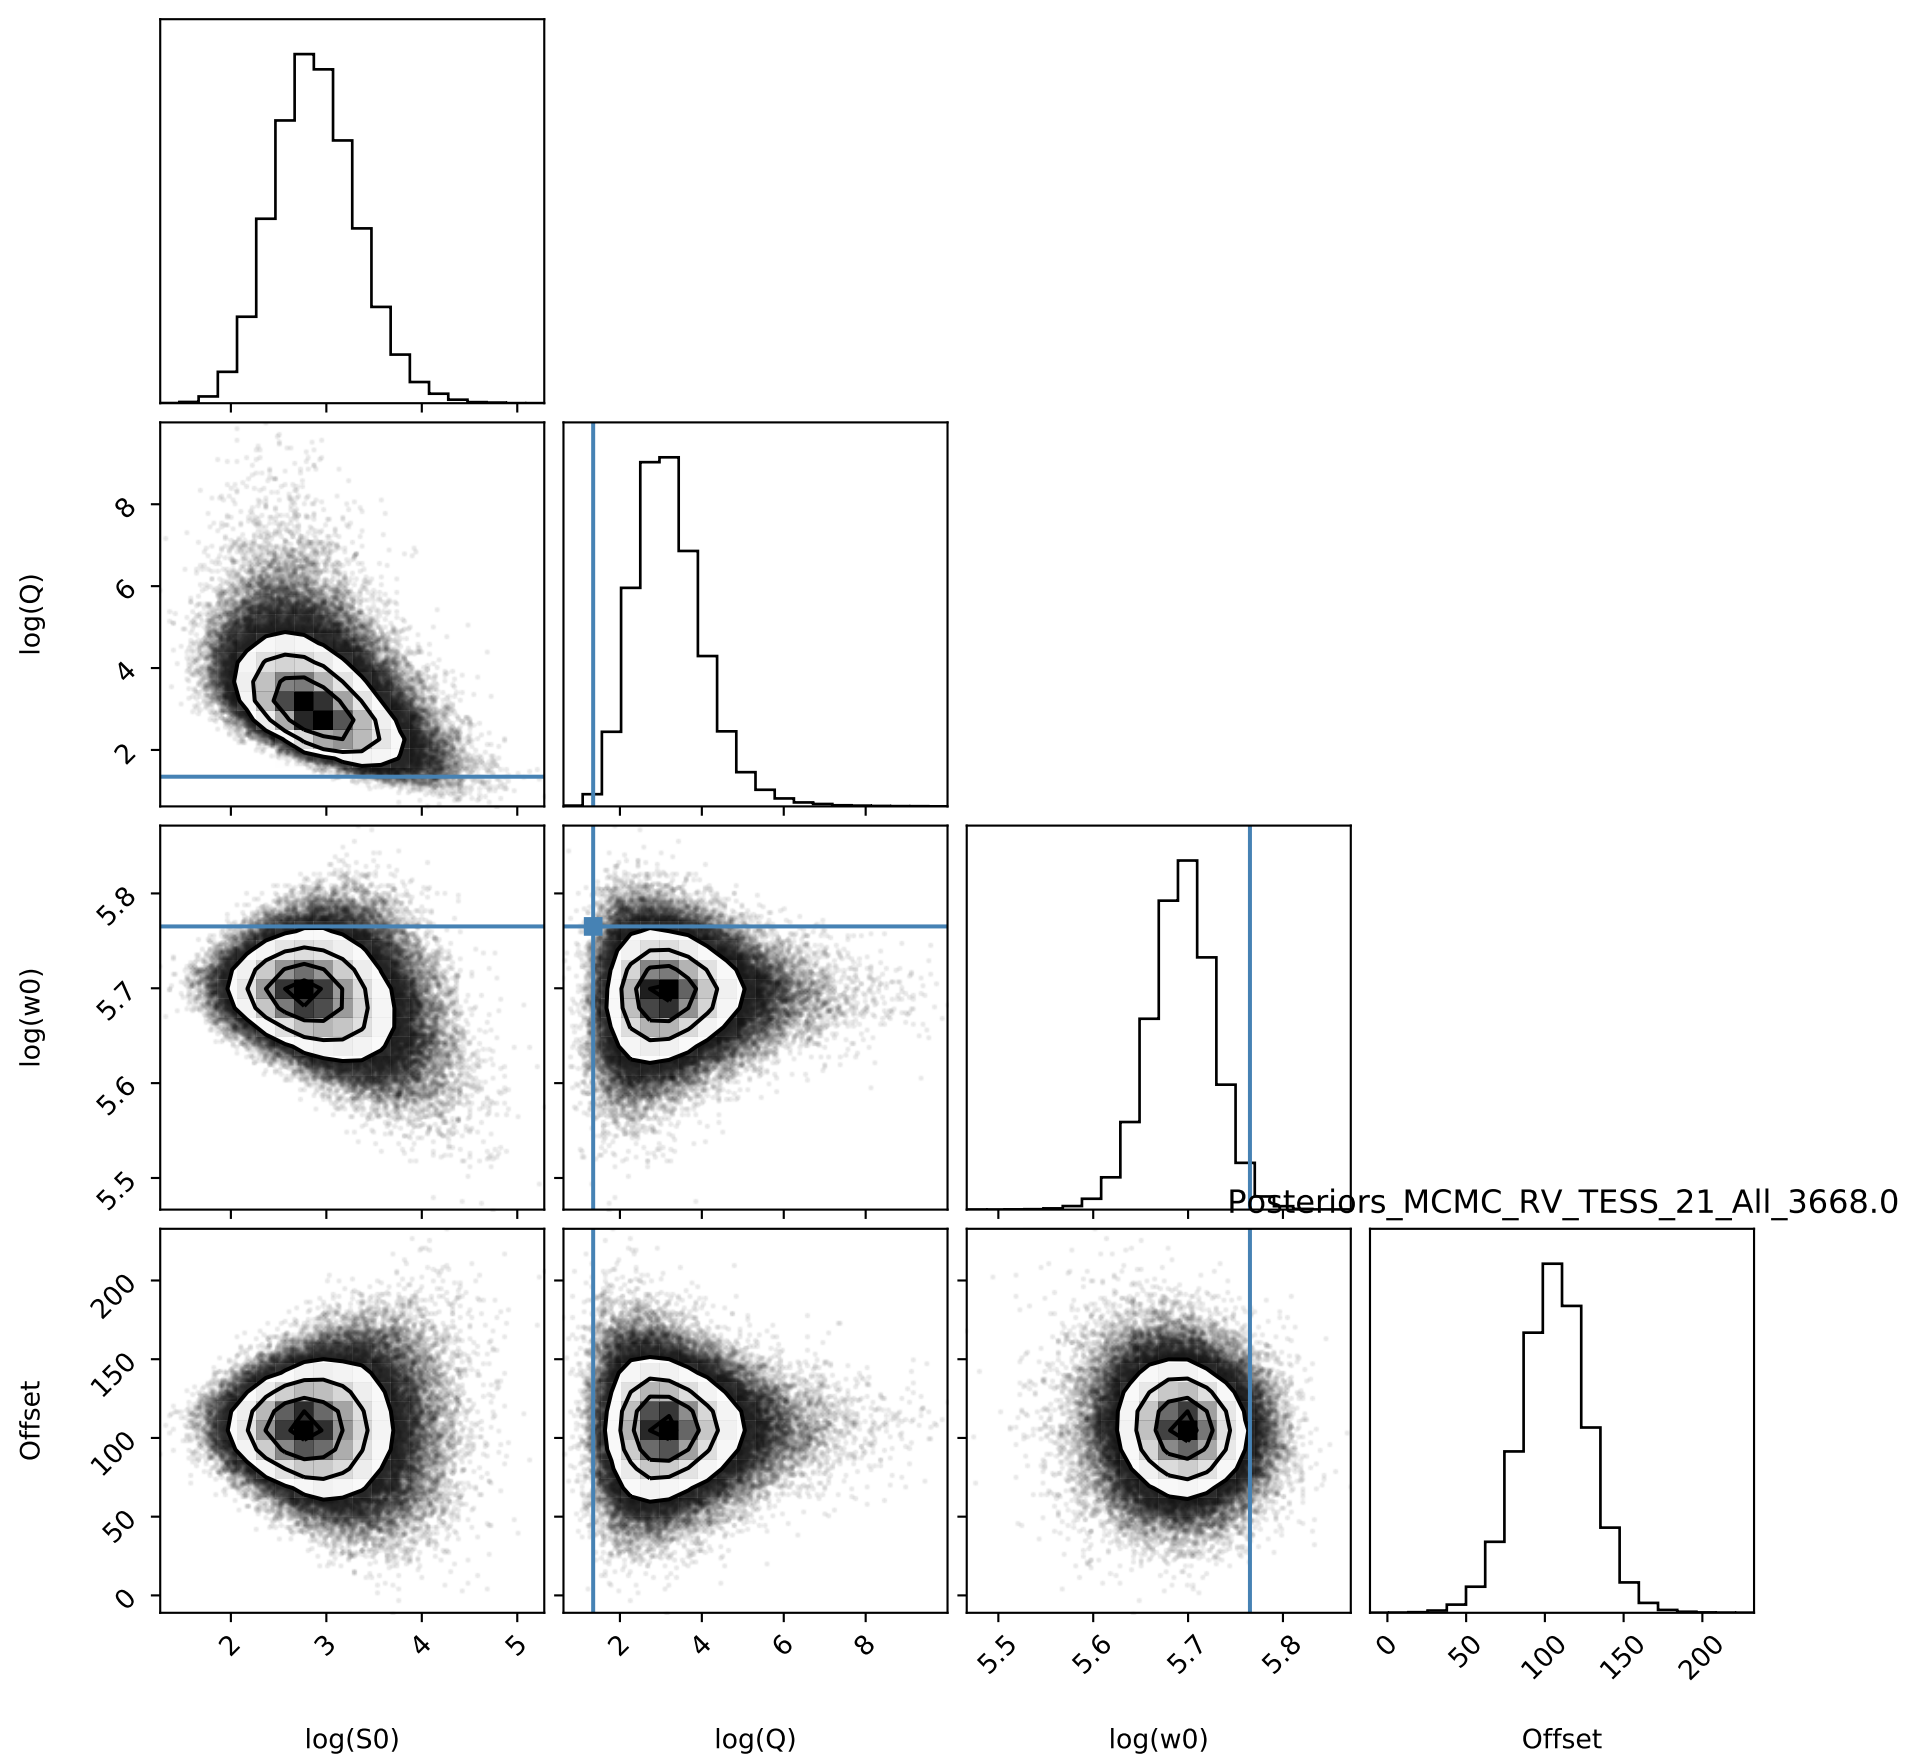 log(Q)
8
6
4
2
log(w0)
5.8
5.7
5.6
5.5
Posteriors_MCMC_RV_TESS_21_All_3668.0
Offset
200
150
100
50
0
2 3 4 5
2 4 6 8
5.5 5.6 5.7 5.8
0 50 100 150 200
log(S0) log(Q) log(w0) Offset